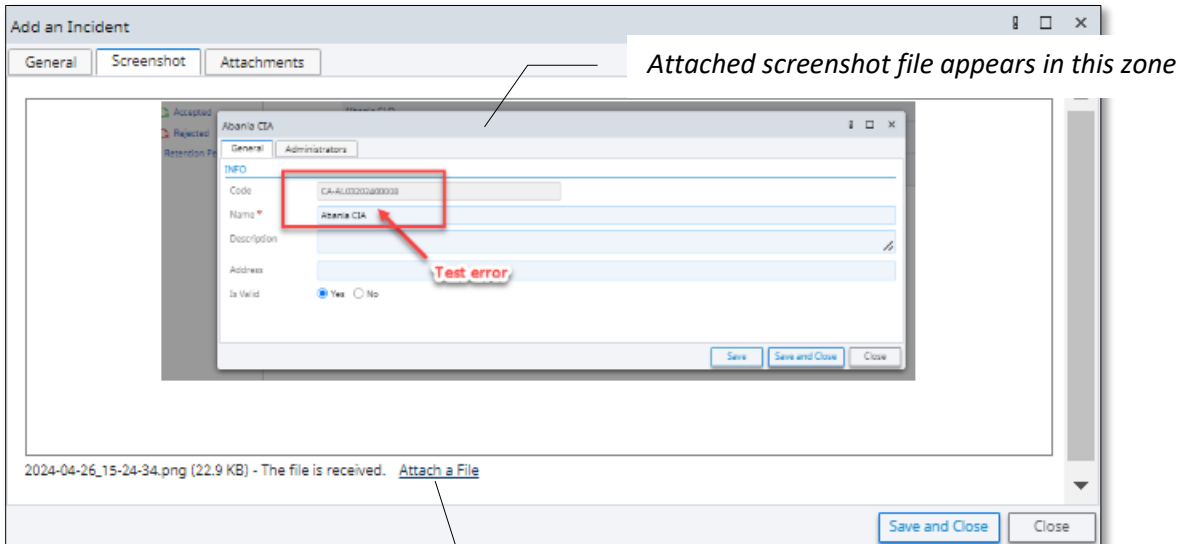 Add an Incident
General Screenshot Attachments
Attached screenshot file appears in this zone
Accepted
Rejected
Abania CIA
General Administrators
INFO
Code
Name * Abania CIA
Description
Address
Test error
Is Valid Yes No
Save Save and Close Close
2024-04-26_15-24-34.png (22.9 KB) - The file is received. Attach a File
Save and Close Close